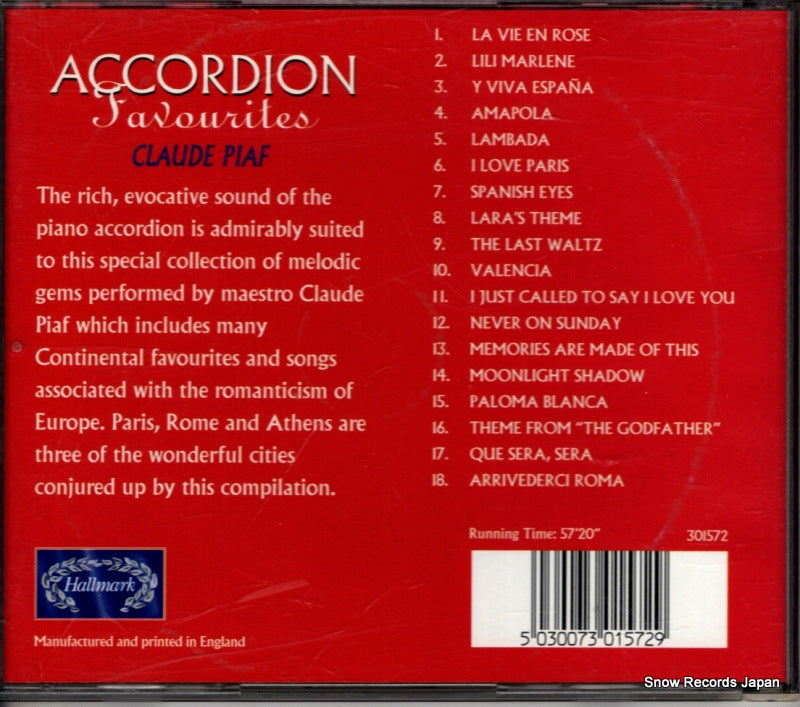 ACCORDION
Favourites
CLAUDE PIAF
The rich, evocative sound of the
piano accordion is admirably suited
to this special collection of melodic
gems performed by maestro Claude
Piaf which includes many
Continental favourites and songs
associated with the romanticism of
Europe. Paris, Rome and Athens are
three of the wonderful cities
conjured up by this compilation.
Hallmark
Manufactured and printed in England
1. LA VIE EN ROSE
2. LILI MARLENE
3. Y VIVA ESPAÑA
4. AMAPOLA
5. LAMBADA
6. I LOVE PARIS
7. SPANISH EYES
8. LARA'S THEME
9. THE LAST WALTZ
10. VALENCIA
11. I JUST CALLED TO SAY I LOVE YOU
12. NEVER ON SUNDAY
13. MEMORIES ARE MADE OF THIS
14. MOONLIGHT SHADOW
15. PALOMA BLANCA
16. THEME FROM "THE GODFATHER"
17. QUE SERA, SERA
18. ARRIVEDERCI ROMA
Running Time: 57'20" 301572
5 030073 015729
Snow Records Japan